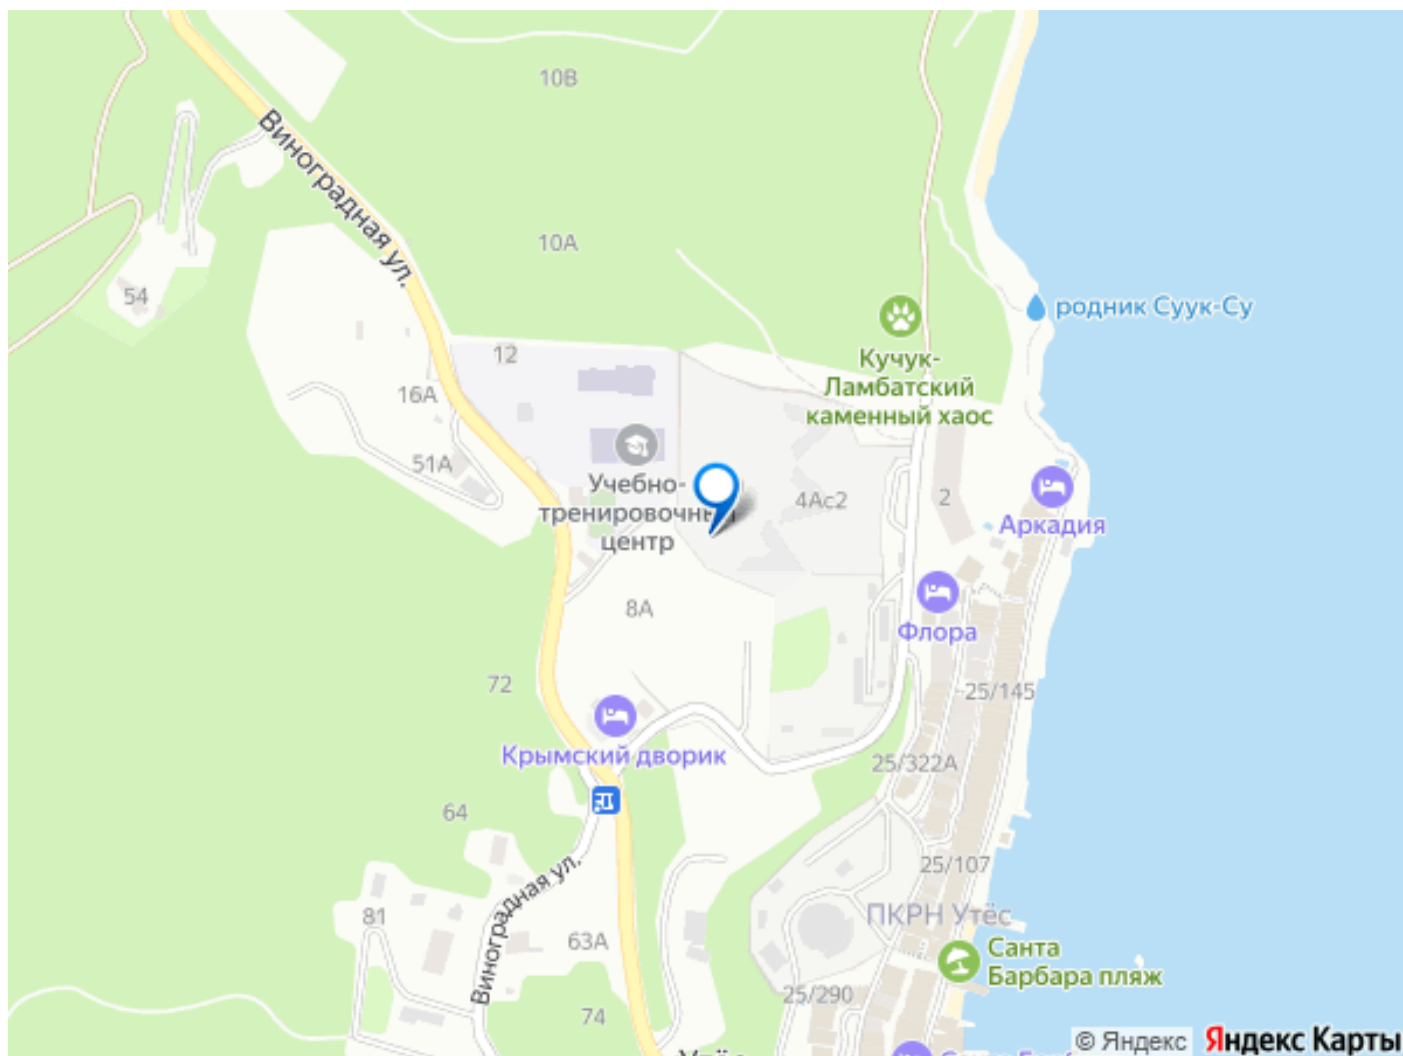 10В
Виноградная ул.
10А
54
родник Суук-Су
12
Кучук-
Ламбатский
каменный хаос
16А
51А
Учебно-
тренировочный
центр
4Ас2
2
Аркадия
8А
Флора
72
25/145
Крымский дворик
25/322А
64
25/107
Виноградная ул.
81
ПКРН Утёс
63А
Санта
Барбара пляж
25/290
74
© Яндекс
Яндекс Карты